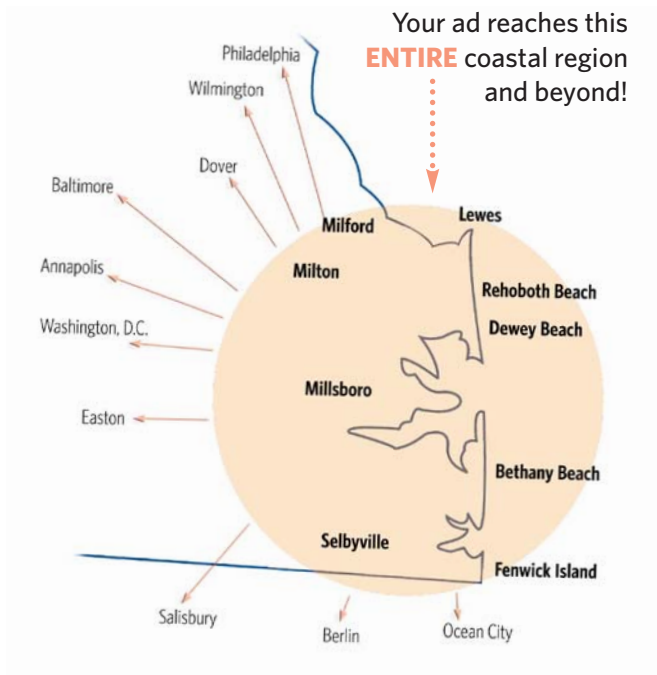 Your ad reaches this
ENTIRE coastal region
and beyond!
Philadelphia
Wilmington
Dover
Baltimore
Annapolis
Washington, D.C.
Easton
Milford
Lewes
Milton
Rehoboth Beach
Dewey Beach
Millsboro
Bethany Beach
Selbyville
Fenwick Island
Salisbury
Berlin
Ocean City